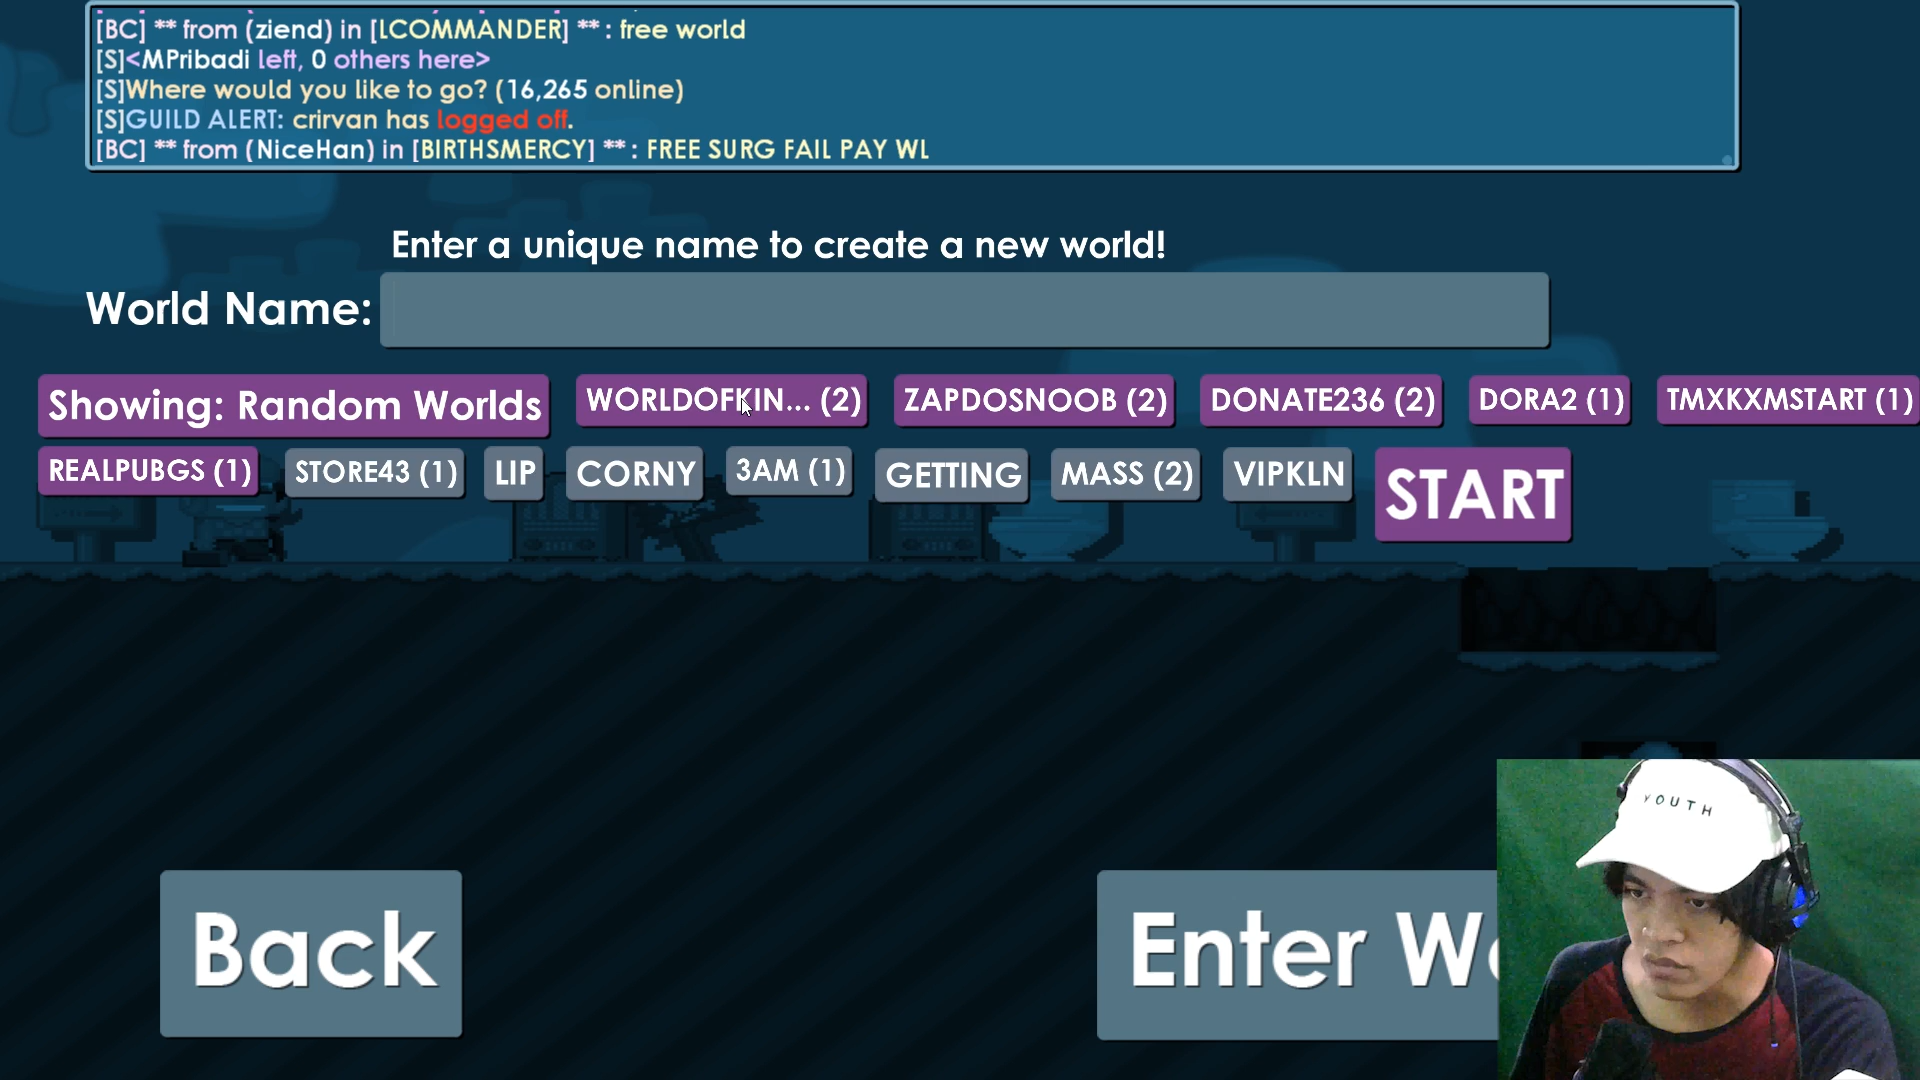 [BC] ** from (ziend) in [LCOMMANDER] ** : free world
[S]<MPribadi left, 0 others here>
[S]Where would you like to go? (16,265 online)
[S]GUILD ALERT: crirvan has logged off.
[BC] ** from (NiceHan) in [BIRTHSMERCY] ** : FREE SURG FAIL PAY WL
Enter a unique name to create a new world!
World Name:
Showing: Random Worlds WORLDOFKIN... (2) ZAPDOSNOOB (2) DONATE236 (2) DORA2 (1) TMXKXMSTART (1)
REALPUBGS (1) STORE43 (1) LIP CORNY 3AM (1) GETTING MASS (2) VIPKLN START
YOUTH
Back Enter